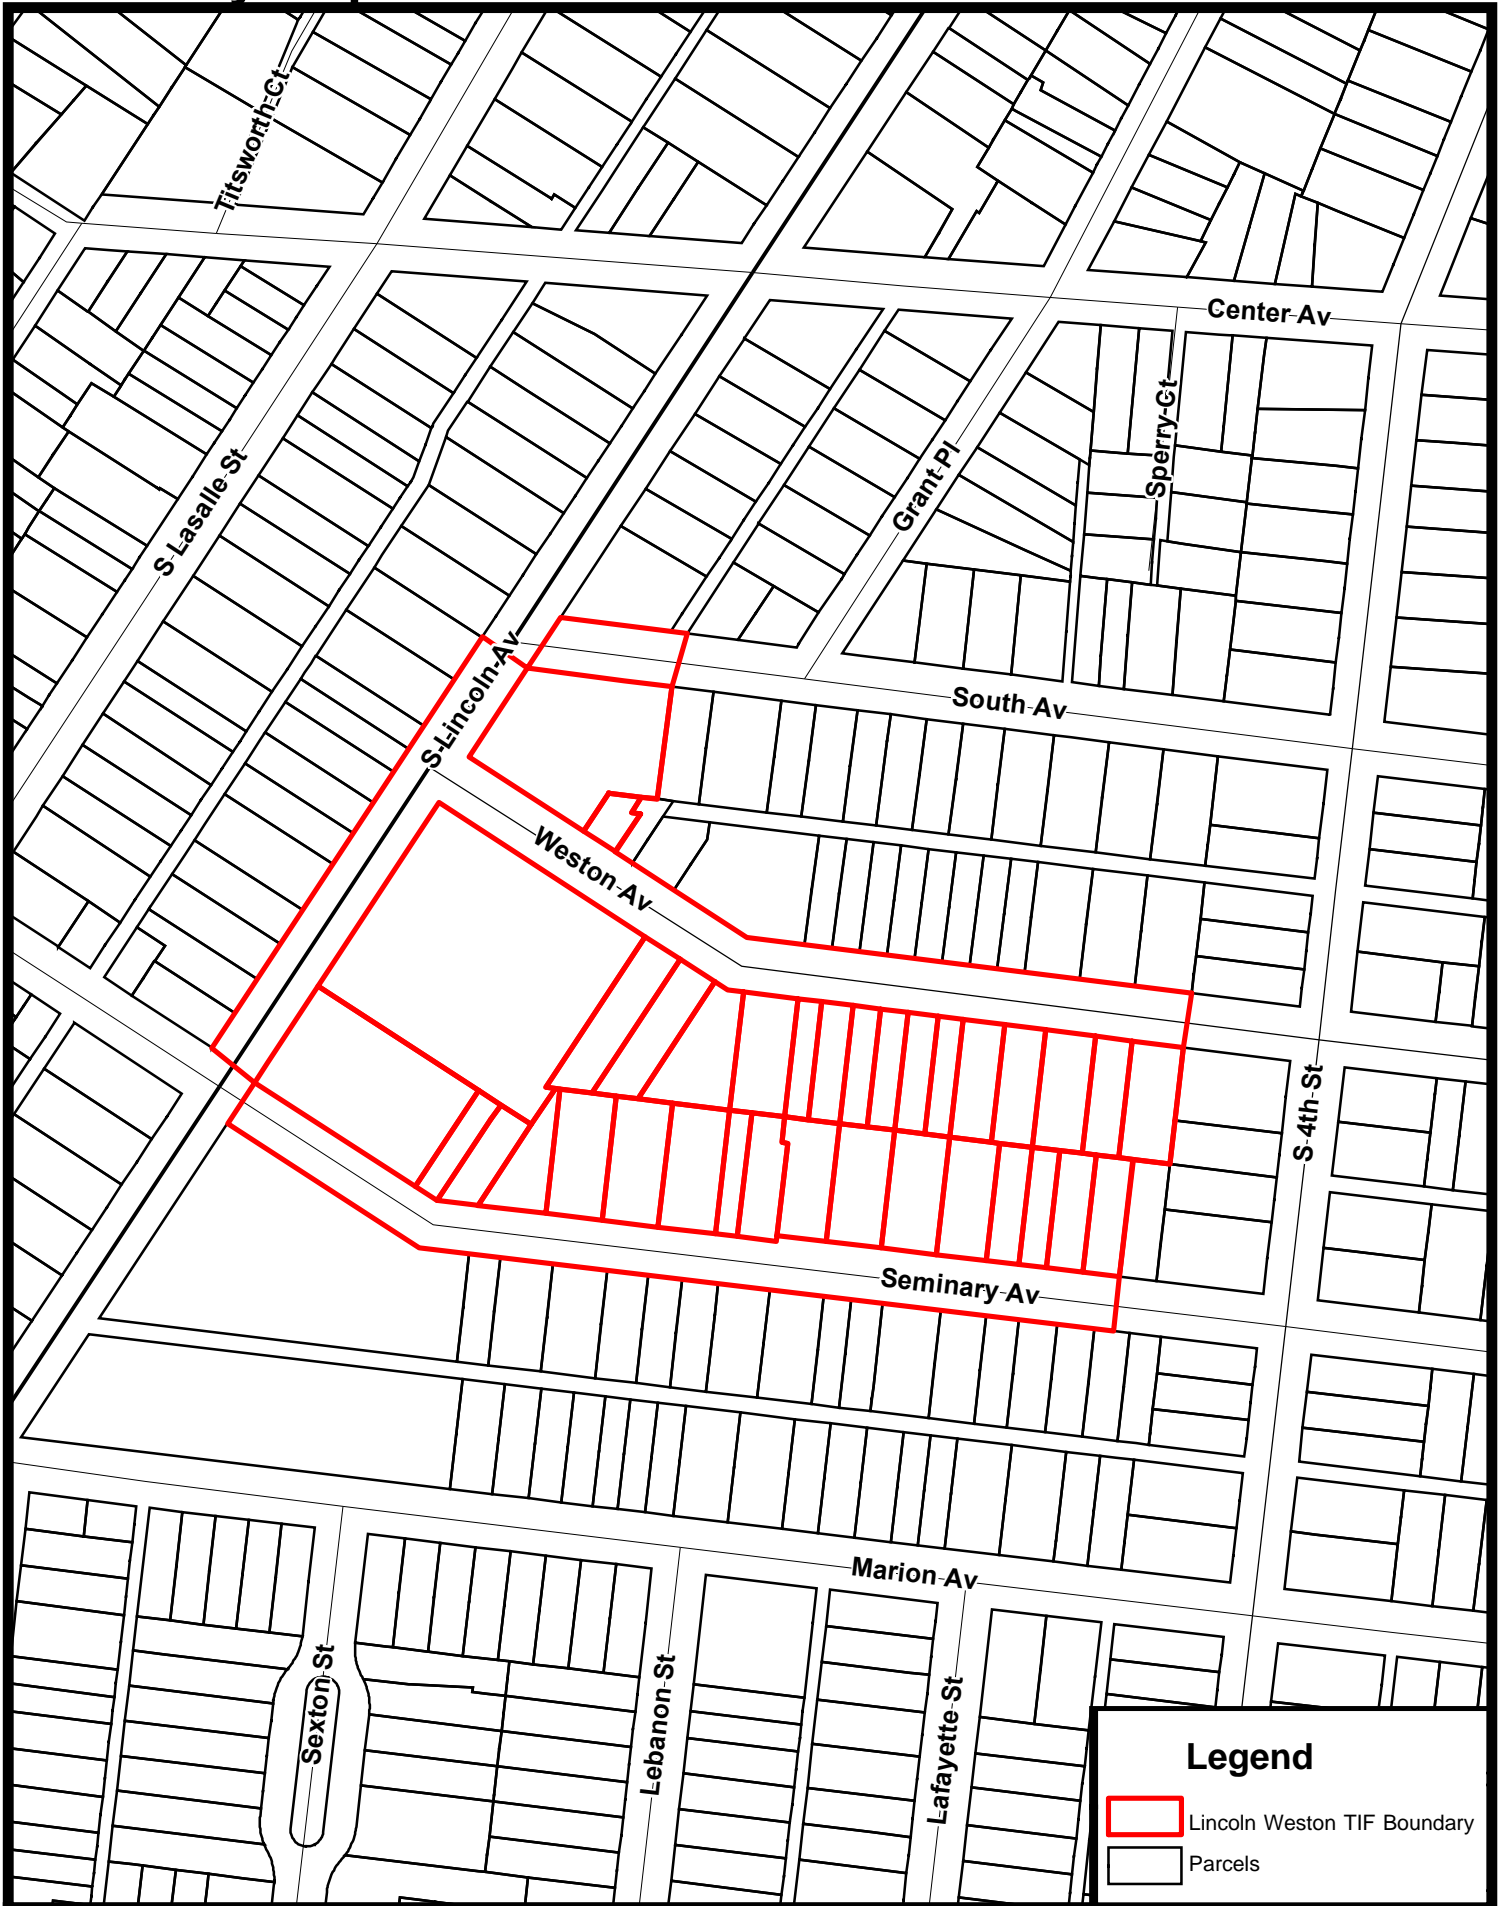 Titsworth Ct
Center Av
Sperry Ct
S Lasalle St
Grant Pl
S Lincoln Av
South Av
Weston Av
S 4th St
Seminary Av
Marion Av
Sexton St
Lebanon St
Lafayette St
Legend
Lincoln Weston TIF Boundary
Parcels